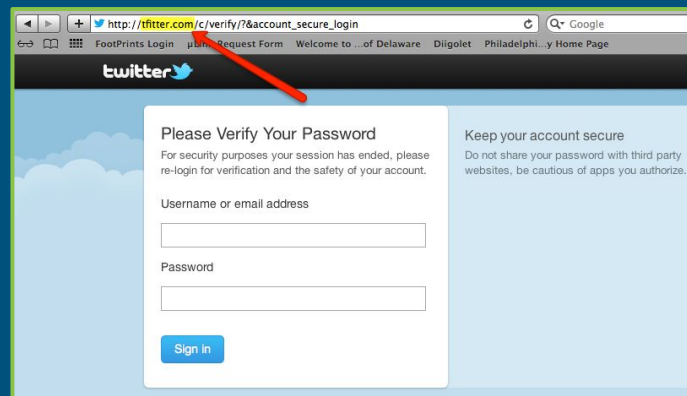 http://tfitter.com/c/verify/?&account_secure_login
Google
FootPrints Login µLink Request Form Welcome to ...of Delaware Diigolet Philadelphi...y Home Page
twitter
Please Verify Your Password
For security purposes your session has ended, please
re-login for verification and the safety of your account.
Username or email address
Password
Sign in
Keep your account secure
Do not share your password with third party
websites, be cautious of apps you authorize.